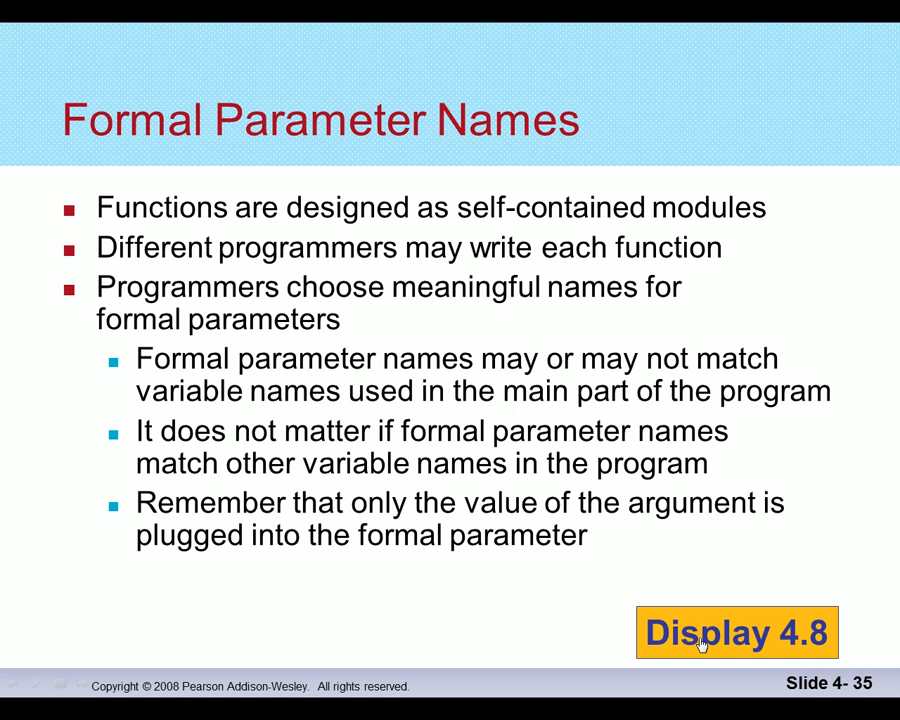 Formal Parameter Names
Functions are designed as self-contained modules
Different programmers may write each function
Programmers choose meaningful names for
formal parameters
Formal parameter names may or may not match
variable names used in the main part of the program
It does not matter if formal parameter names
match other variable names in the program
Remember that only the value of the argument is
plugged into the formal parameter
Display 4.8
Copyright © 2008 Pearson Addison-Wesley. All rights reserved.
Slide 4- 35